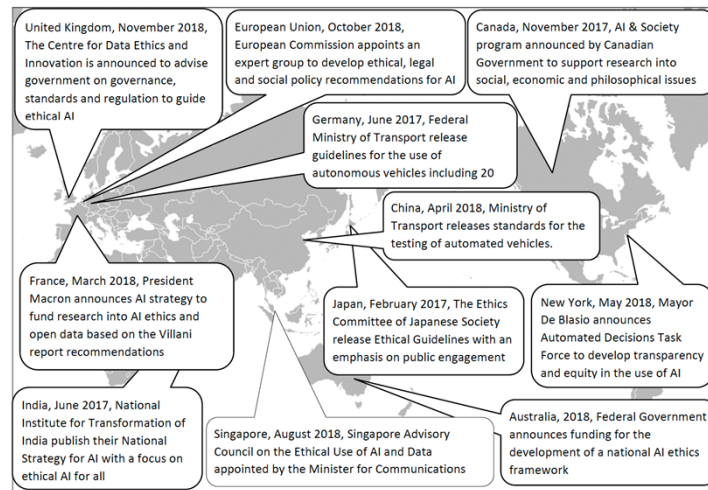 United Kingdom, November 2018,
The Centre for Data Ethics and
Innovation is announced to advise
government on governance,
standards and regulation to guide
ethical AI
European Union, October 2018,
European Commission appoints an
expert group to develop ethical, legal
and social policy recommendations for AI
Canada, November 2017, AI & Society
program announced by Canadian
Government to support research into
social, economic and philosophical issues
Germany, June 2017, Federal
Ministry of Transport release
guidelines for the use of
autonomous vehicles including 20
China, April 2018, Ministry of
Transport releases standards for the
testing of automated vehicles.
France, March 2018, President
Macron announces AI strategy to
fund research into AI ethics and
open data based on the Villani
report recommendations
Japan, February 2017, The Ethics
Committee of Japanese Society
release Ethical Guidelines with an
emphasis on public engagement
New York, May 2018, Mayor
De Blasio announces
Automated Decisions Task
Force to develop transparency
and equity in the use of AI
India, June 2017, National
Institute for Transformation of
India publish their National
Strategy for AI with a focus on
ethical AI for all
Singapore, August 2018, Singapore Advisory
Council on the Ethical Use of AI and Data
appointed by the Minister for Communications
Australia, 2018, Federal Government
announces funding for the
development of a national AI ethics
framework